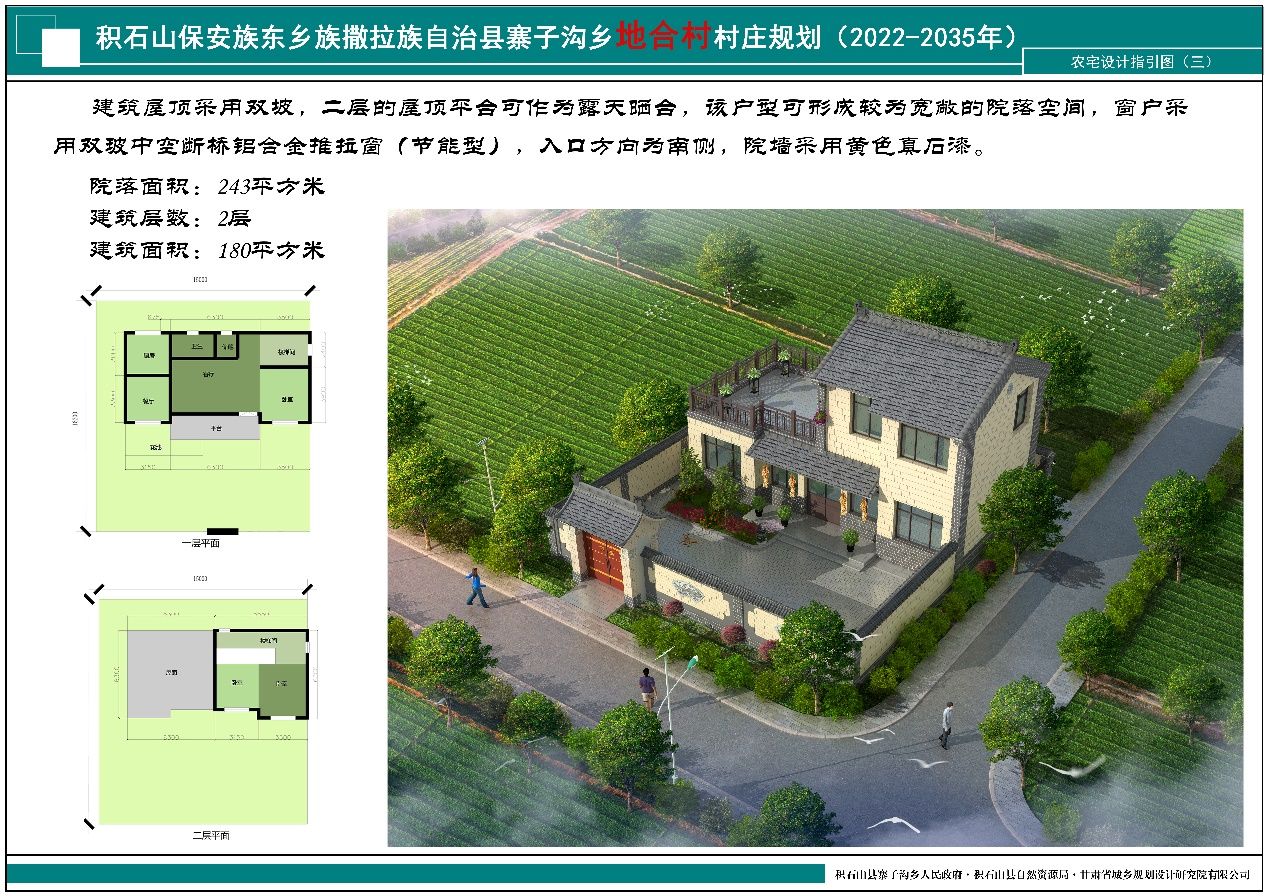 积石山保安族东乡族撒拉族自治县寨子沟乡地合村村庄规划（2022-2035年）
农宅设计指引图（三）
建筑屋顶采用双坡，二层的屋顶平台可作为露天晒台，该户型可形成较为宽敞的院落空间，窗户采
用双玻中空断桥铝合金推拉窗（节能型），入口方向为南侧，院墙采用黄色真石漆。
院落面积：243平方米
建筑层数：2层
建筑面积：180平方米
平台
一层平面
二层平面
积石山县寨子沟乡人民政府·积石山县自然资源局·甘肃省城乡规划设计研究院有限公司